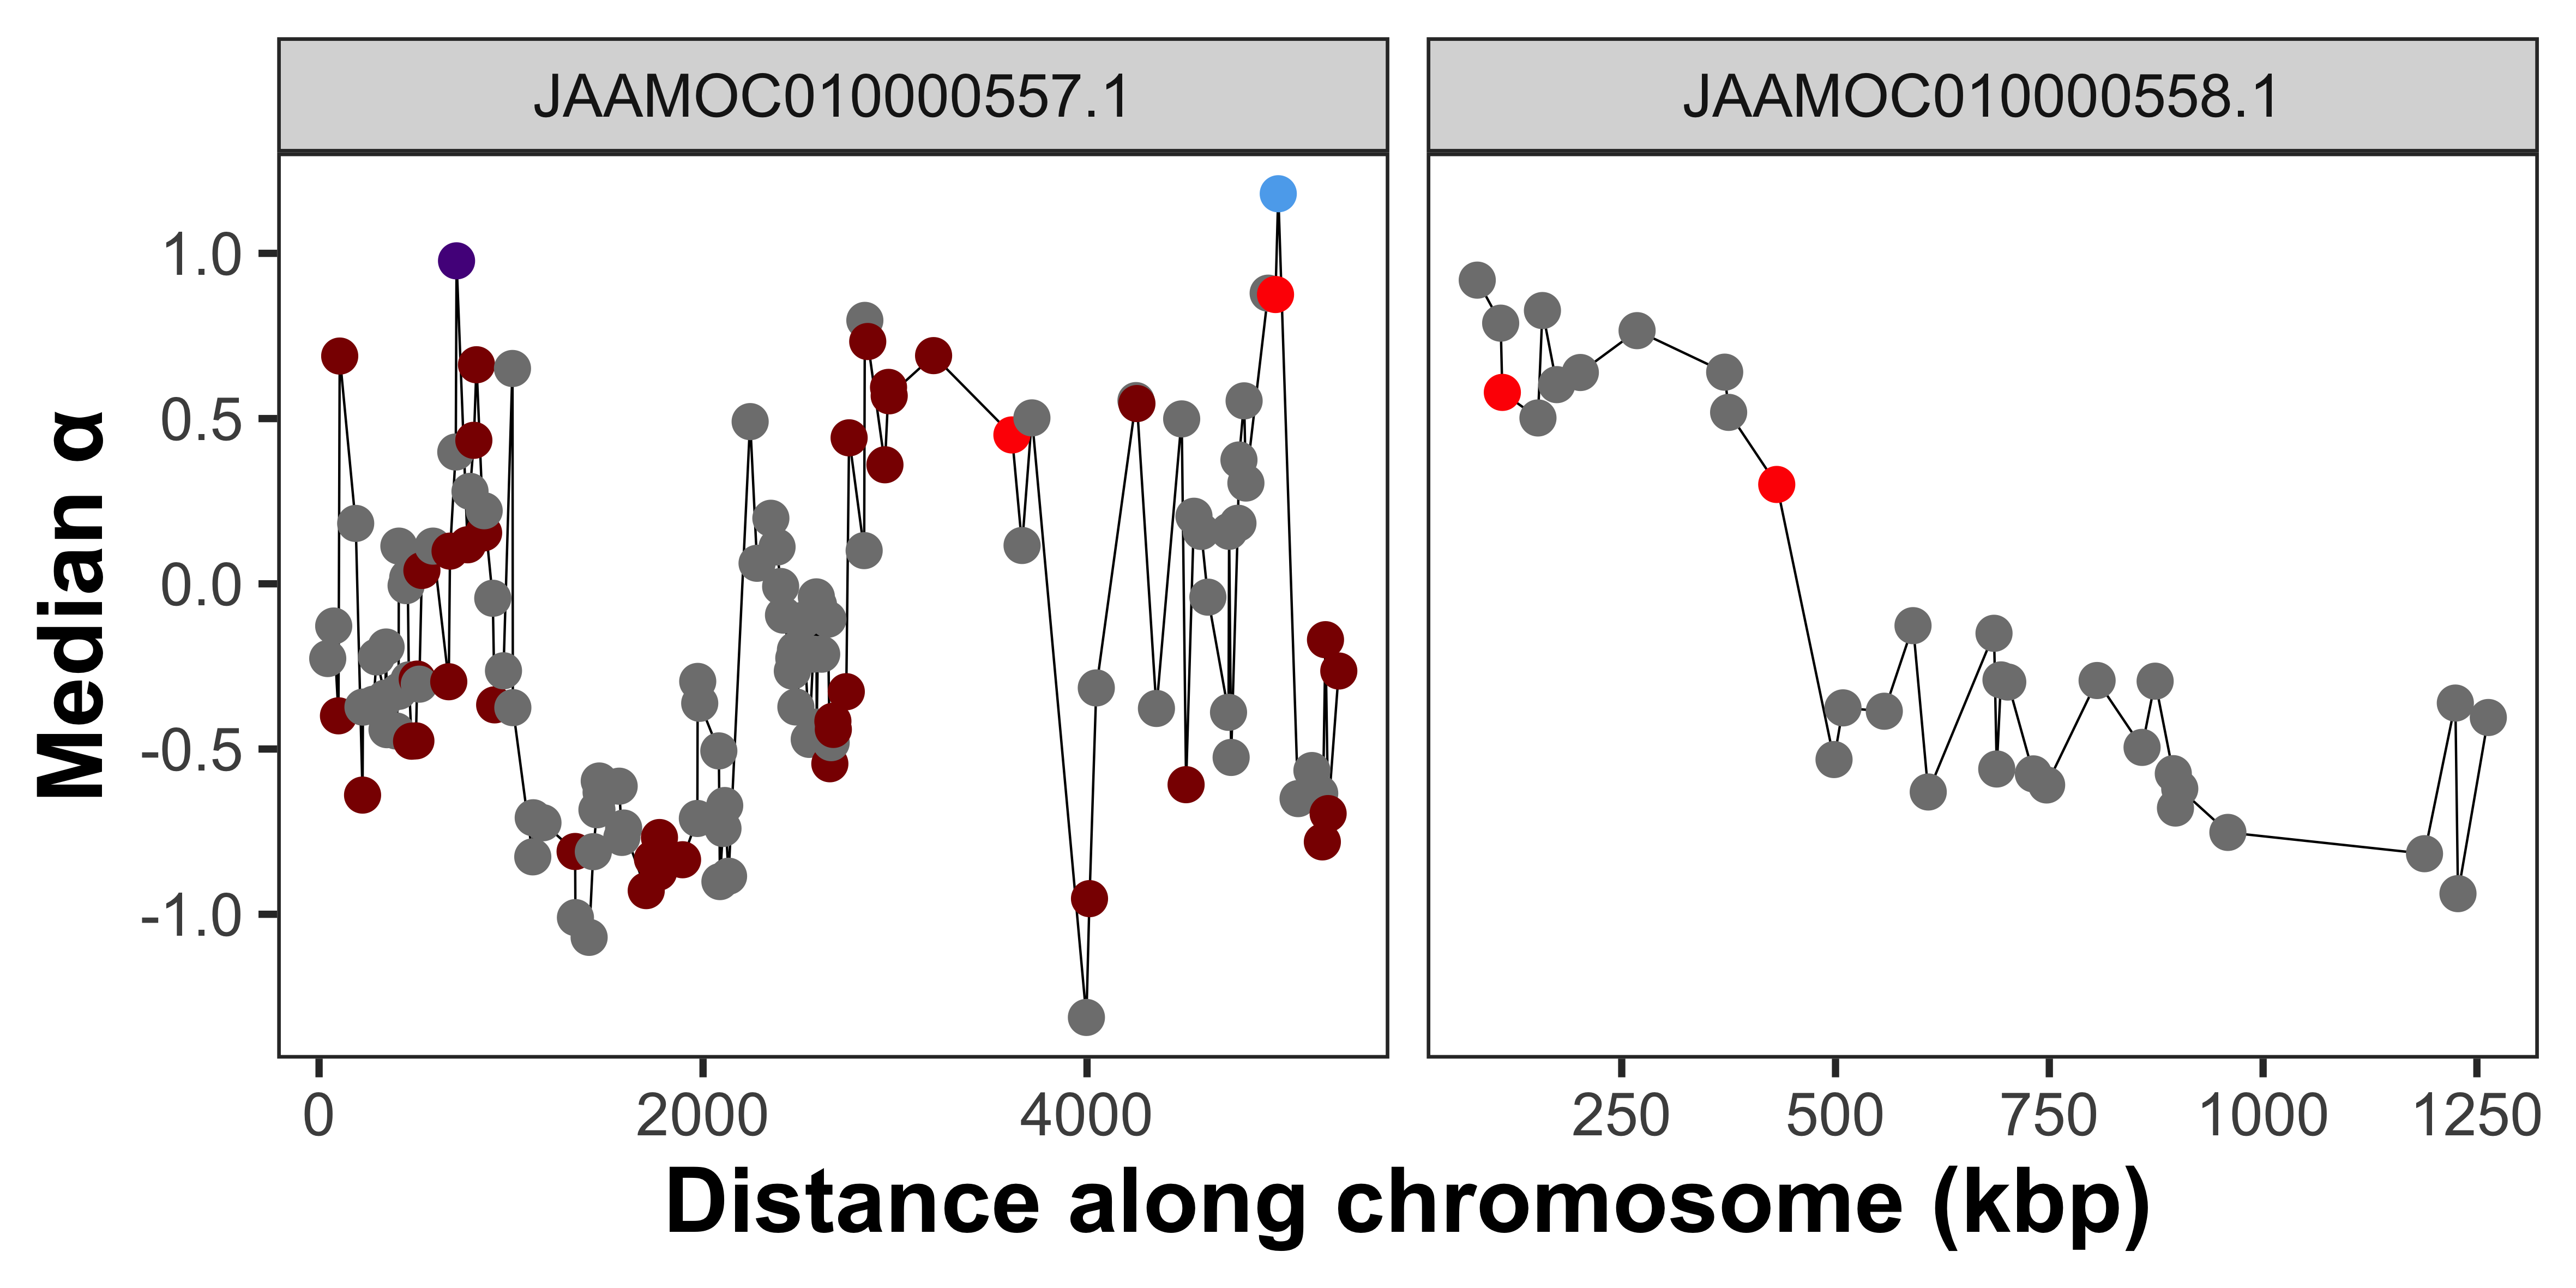 JAAMOC010000557.1
JAAMOC010000558.1
Median α
1.0
0.5
0.0
-0.5
-1.0
0 2000 4000
250 500 750 1000 1250
Distance along chromosome (kbp)